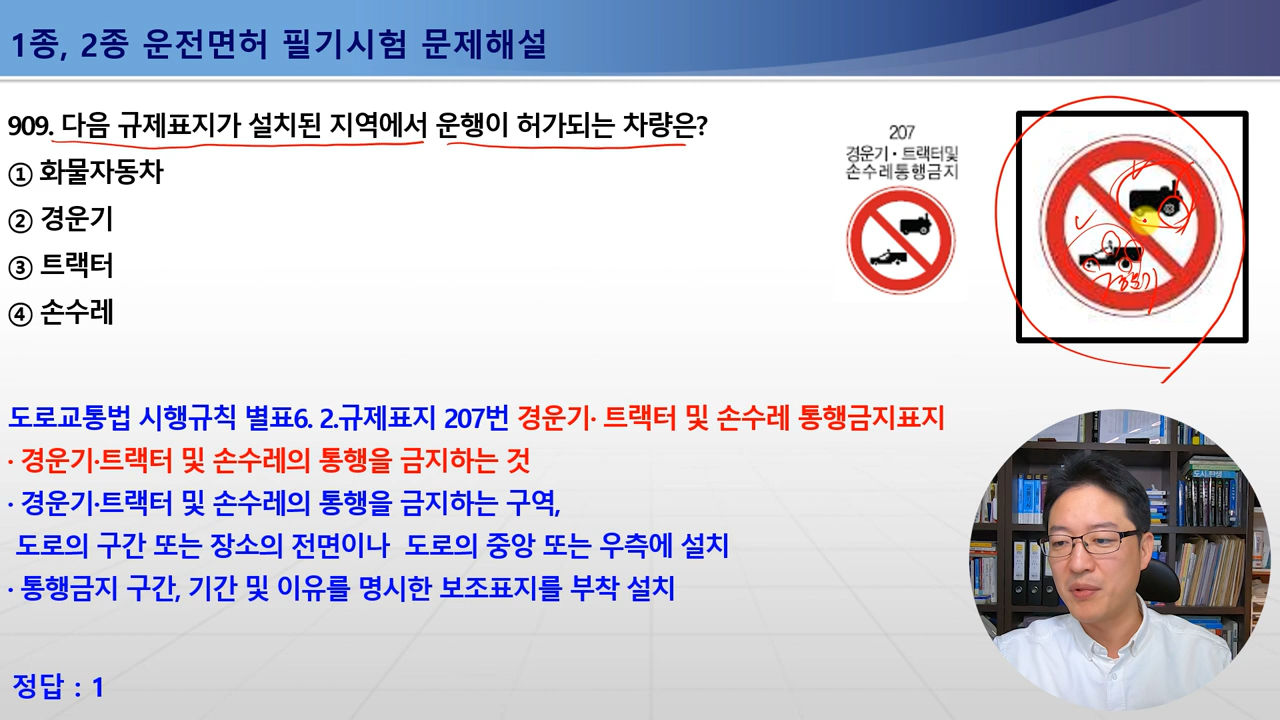 1종, 2종 운전면허 필기시험 문제해설
909. 다음 규제표지가 설치된 지역에서 운행이 허가되는 차량은?
① 화물자동차
② 경운기
③ 트랙터
④ 손수레
207
경운기·트랙터및
손수레통행금지
경운기
도로교통법 시행규칙 별표6. 2.규제표지 207번 경운기· 트랙터 및 손수레 통행금지표지
· 경운기·트랙터 및 손수레의 통행을 금지하는 것
· 경운기·트랙터 및 손수레의 통행을 금지하는 구역,
도로의 구간 또는 장소의 전면이나 도로의 중앙 또는 우측에 설치
· 통행금지 구간, 기간 및 이유를 명시한 보조표지를 부착 설치
정답 : 1